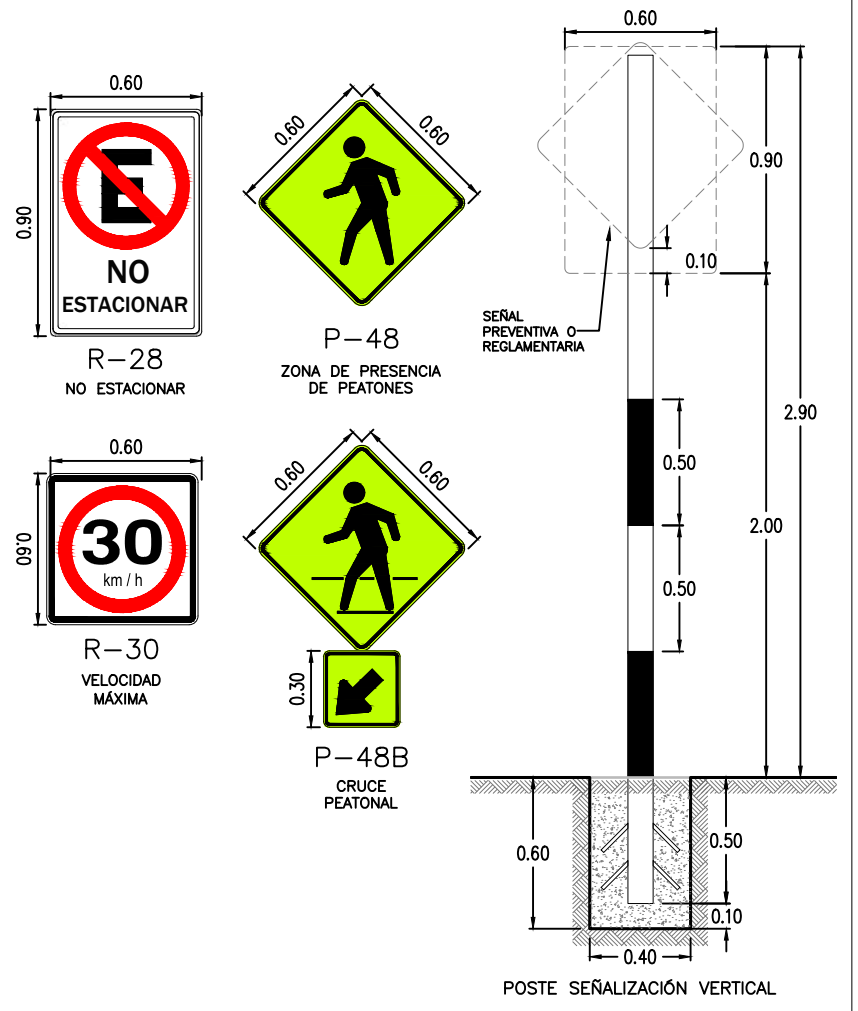 0.60
0.90
E
NO
ESTACIONAR
R-28
NO ESTACIONAR
0.60
0.60
P-48
ZONA DE PRESENCIA
DE PEATONES
0.60
0.60
30
km / h
R-30
VELOCIDAD
MÁXIMA
0.60
0.60
0.30
P-48B
CRUCE
PEATONAL
0.60
0.90
0.10
SEÑAL
PREVENTIVA O
REGLAMENTARIA
2.90
0.50
2.00
0.50
0.60
0.50
0.10
0.40
POSTE SEÑALIZACIÓN VERTICAL